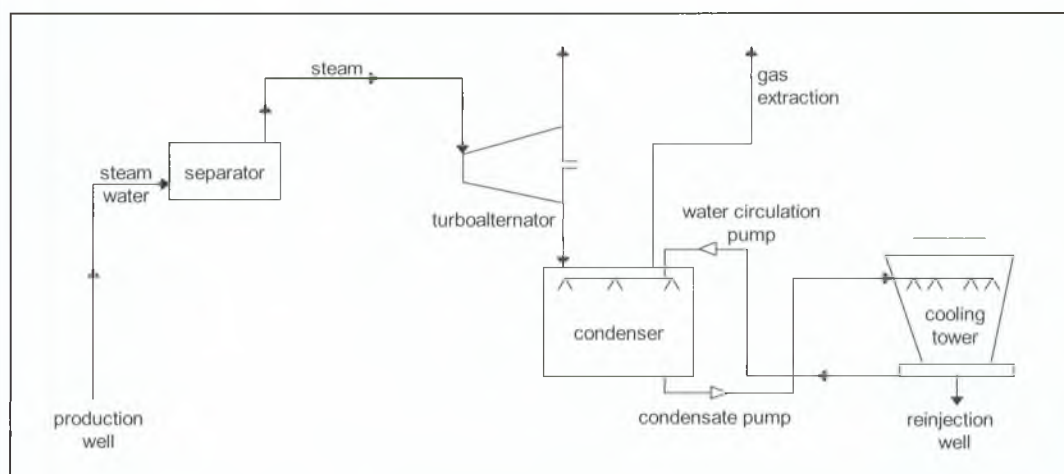 steam
gas
extraction
steam
water
separator
turboalternator
water circulation
pump
condenser
cooling
tower
production
well
condensate pump
reinjection
well